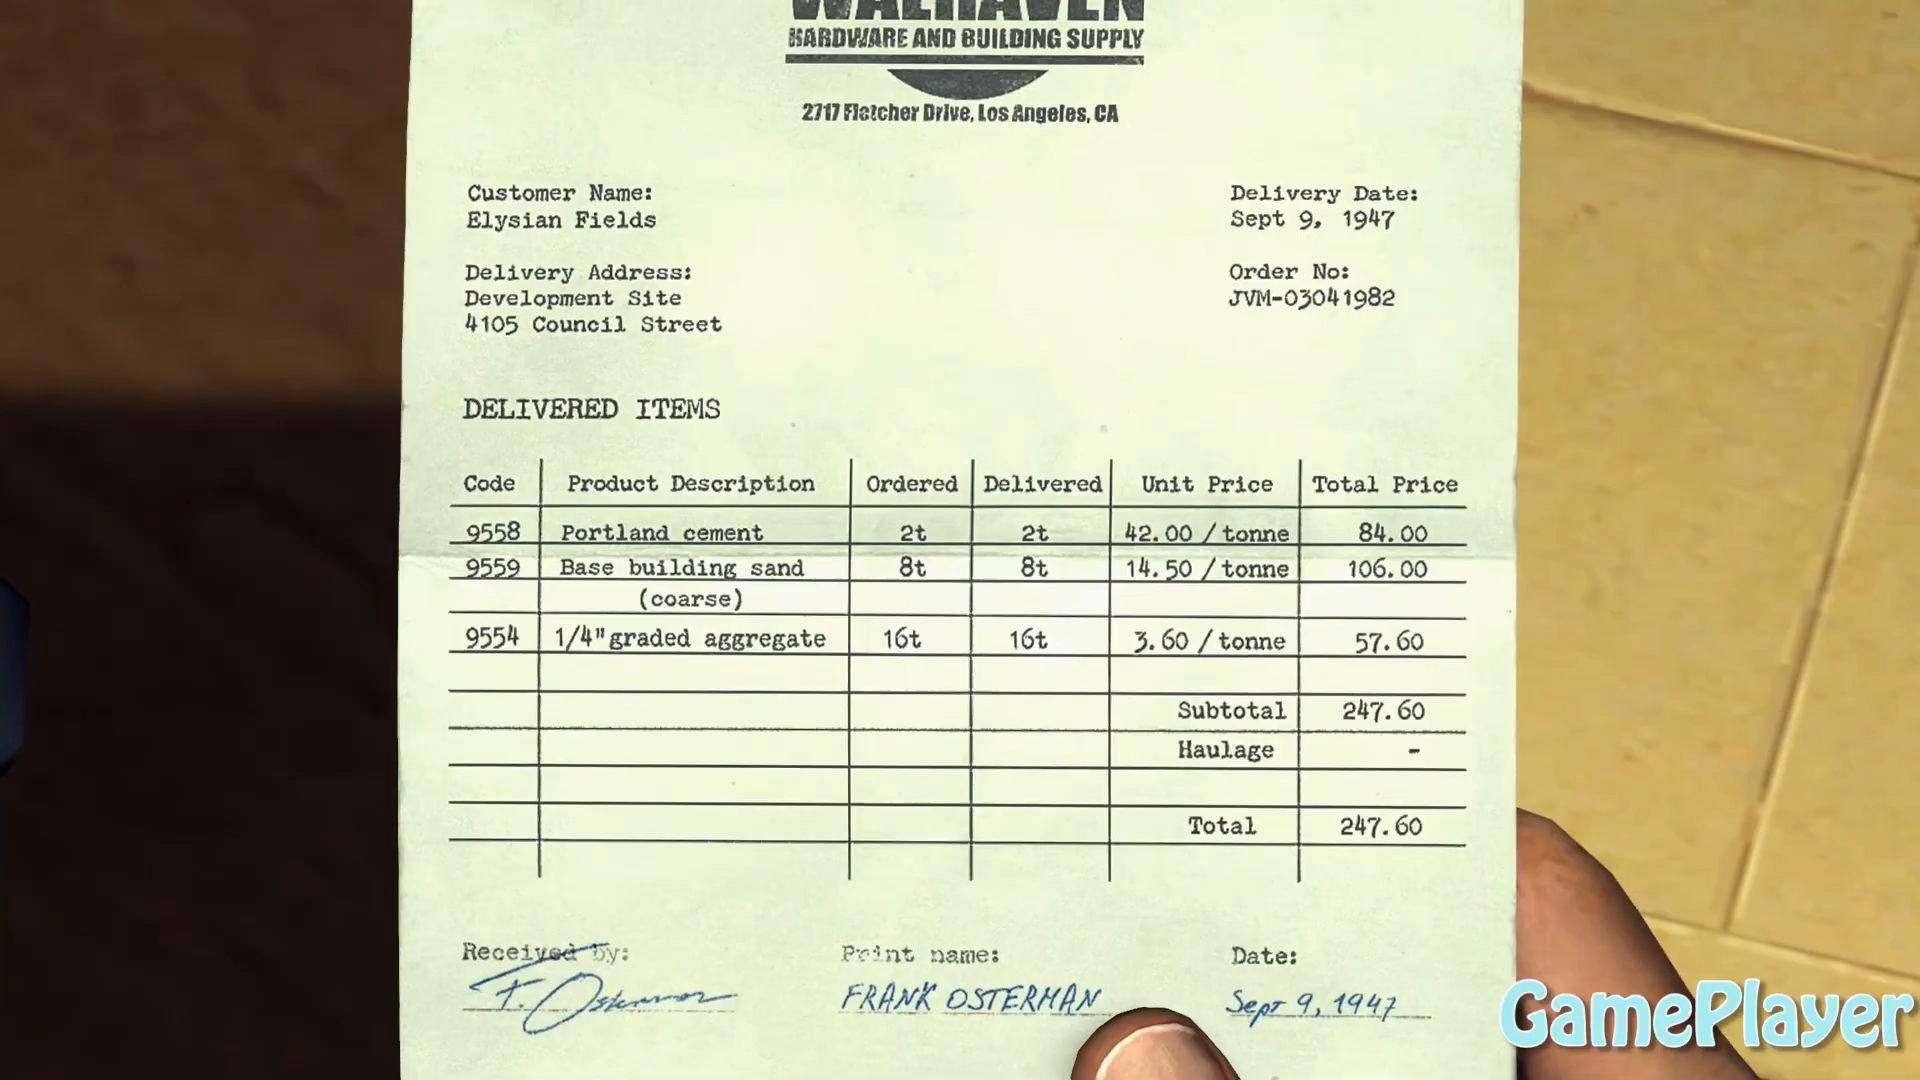 WALHAVEN
HARDWARE AND BUILDING SUPPLY
2717 Fletcher Drive, Los Angeles, CA
Customer Name:
Elysian Fields
Delivery Date:
Sept 9, 1947
Delivery Address:
Development Site
4105 Council Street
Order No:
JVM-03041982
DELIVERED ITEMS
Code Product Description Ordered Delivered Unit Price Total Price
9558 Portland cement 2t 2t 42.00 / tonne 84.00
9559 Base building sand 8t 8t 14.50 / tonne 106.00
(coarse)
9554 1/4" graded aggregate 16t 16t 3.60 / tonne 57.60
Subtotal 247.60
Haulage -
Total 247.60
Received by: Print name: Date:
F. Osterman FRANK OSTERMAN Sept 9, 1947
GamePlayer